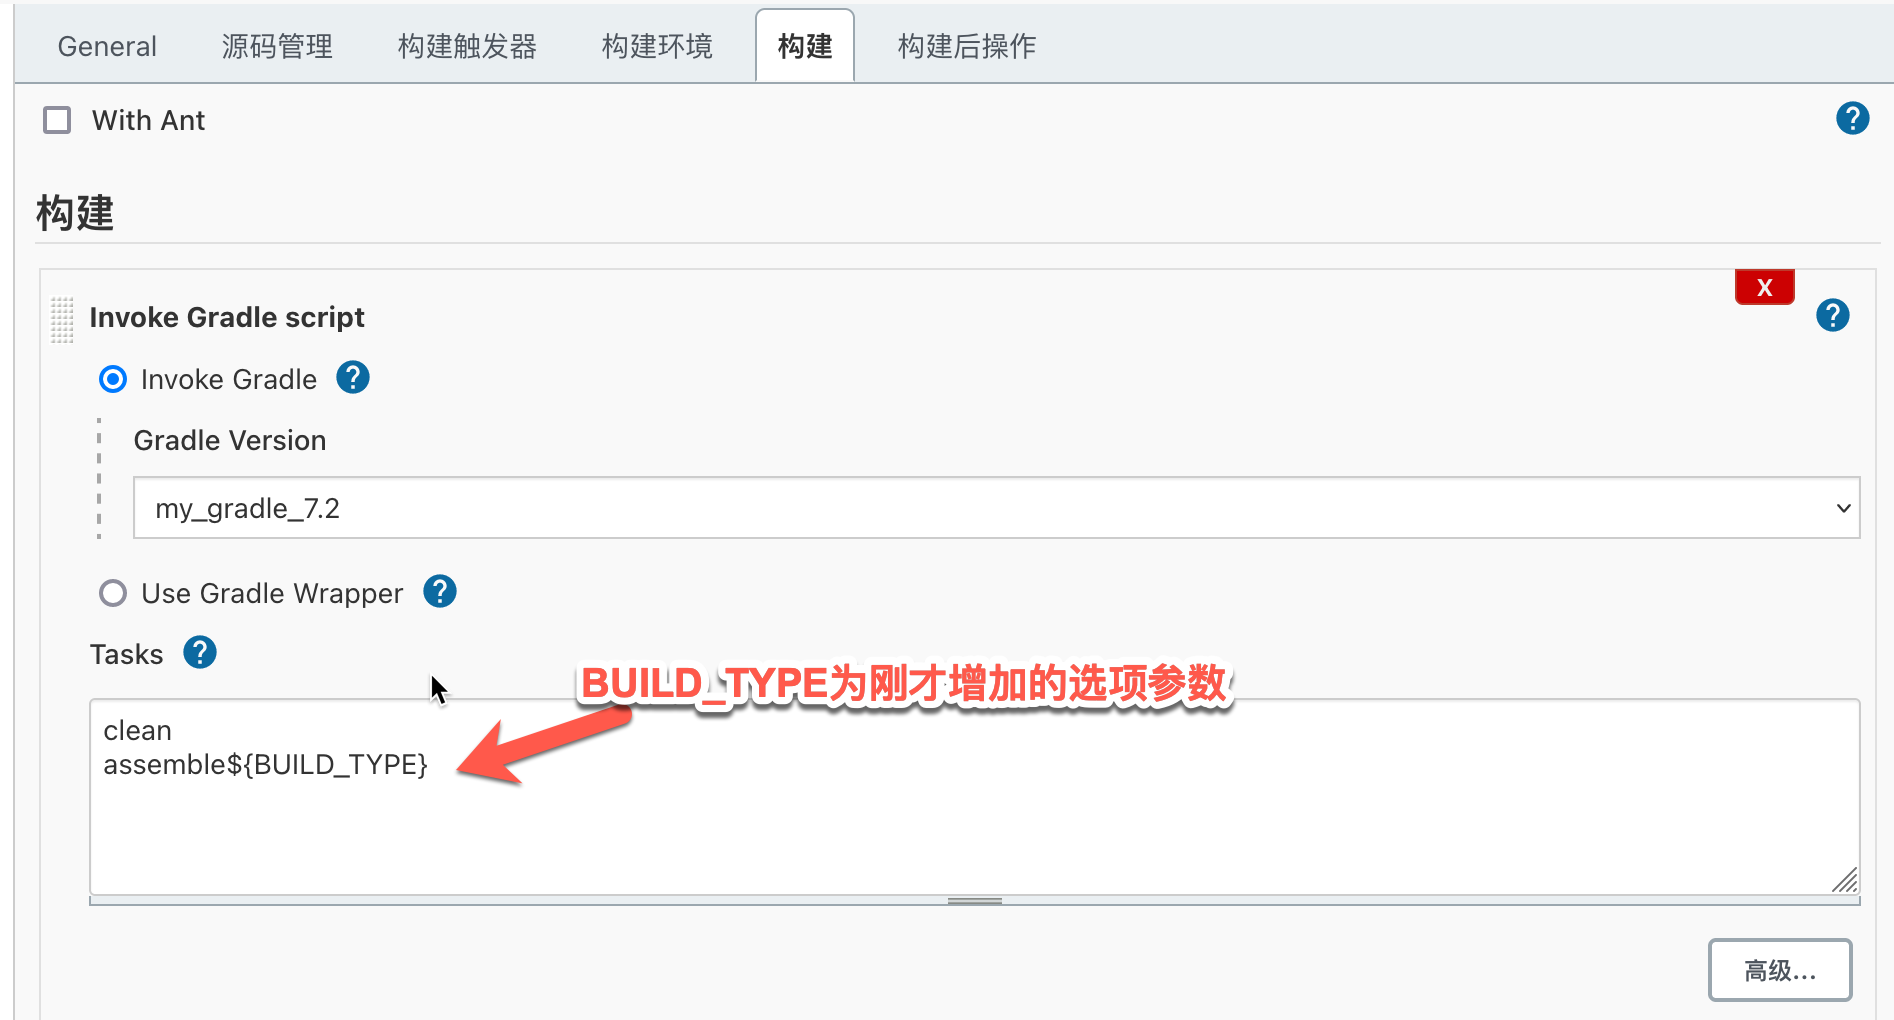 General 源码管理 构建触发器 构建环境 构建 构建后操作
With Ant ?
构建
X
Invoke Gradle script ?
Invoke Gradle ?
Gradle Version
my_gradle_7.2
Use Gradle Wrapper ?
Tasks ?
BUILD_TYPE为刚才增加的选项参数
clean
assemble${BUILD_TYPE}
高级...